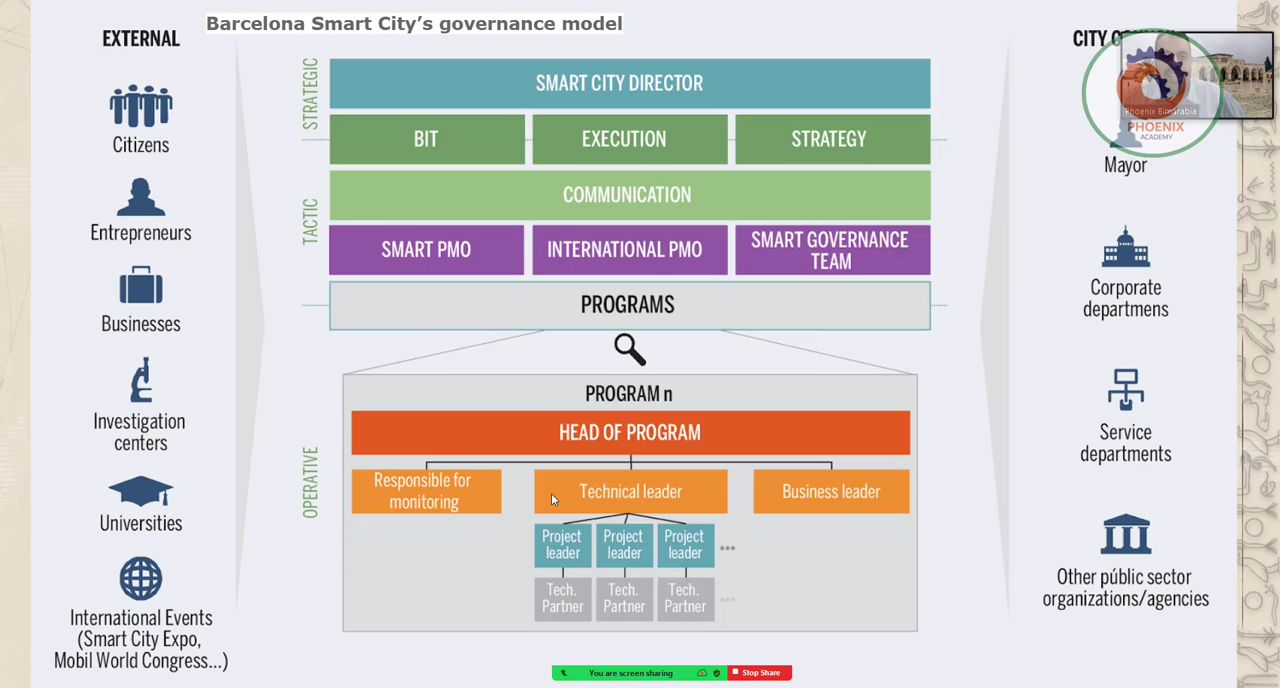 Barcelona Smart City's governance model
EXTERNAL
Citizens
Entrepreneurs
Businesses
Investigation
centers
Universities
International Events
(Smart City Expo,
Mobil World Congress...)
STRATEGIC
SMART CITY DIRECTOR
BIT
EXECUTION
STRATEGY
TACTIC
COMMUNICATION
SMART PMO
INTERNATIONAL PMO
SMART GOVERNANCE
TEAM
PROGRAMS
OPERATIVE
PROGRAM n
HEAD OF PROGRAM
Responsible for
monitoring
Technical leader
Business leader
Project
leader
Project
leader
Project
leader
...
Tech.
Partner
Tech.
Partner
Tech.
Partner
...
CITY
Phoenix Bimarabia
PHOENIX
ACADEMY
Mayor
Corporate
departmens
Service
departments
Other público sector
organizations/agencies
You are screen sharing
Stop Share